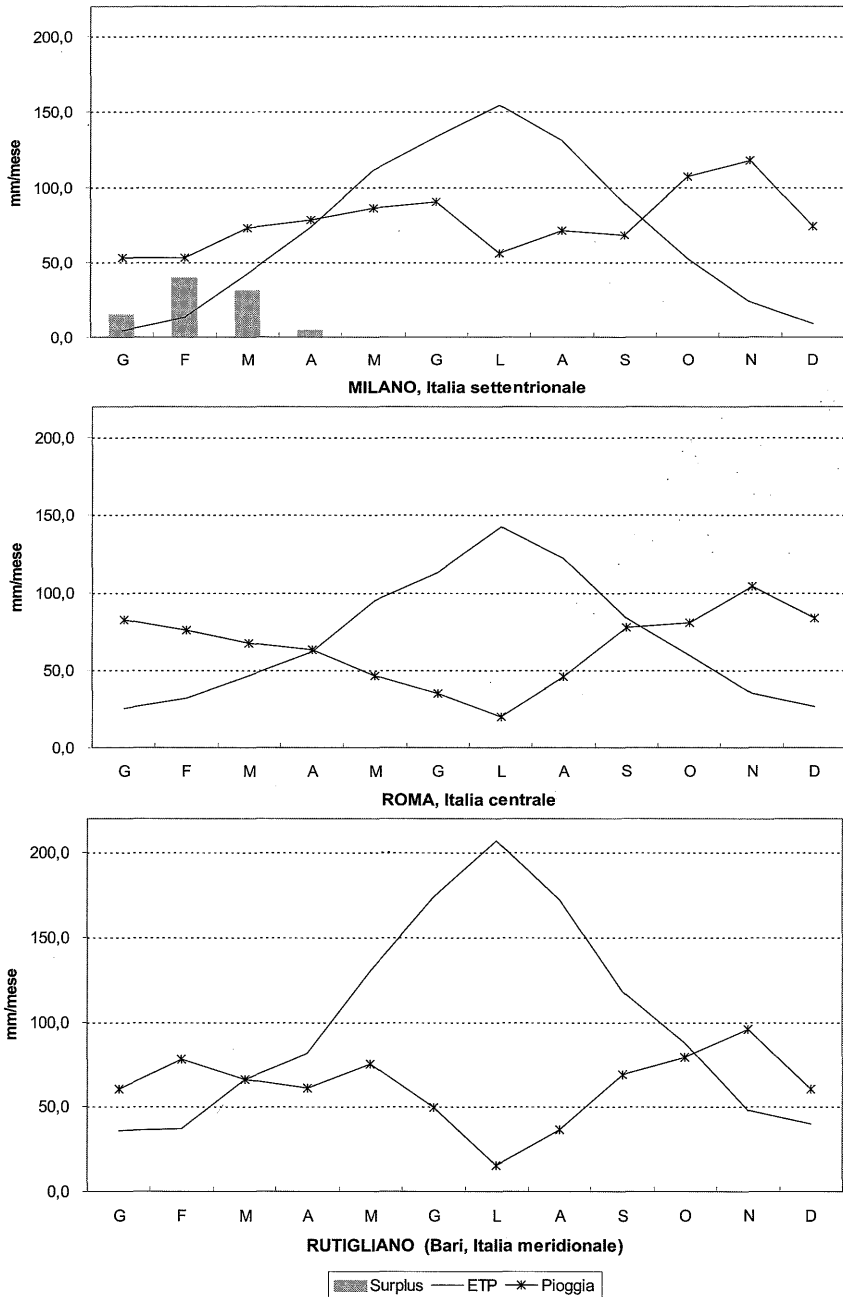 200,0
150,0
100,0
50,0
0,0
mm/mese
G F M A M G L A S O N D
MILANO, Italia settentrionale
200,0
150,0
100,0
50,0
0,0
mm/mese
G F M A M G L A S O N D
ROMA, Italia centrale
200,0
150,0
100,0
50,0
0,0
mm/mese
G F M A M G L A S O N D
RUTIGLIANO (Bari, Italia meridionale)
Surplus ETP Pioggia